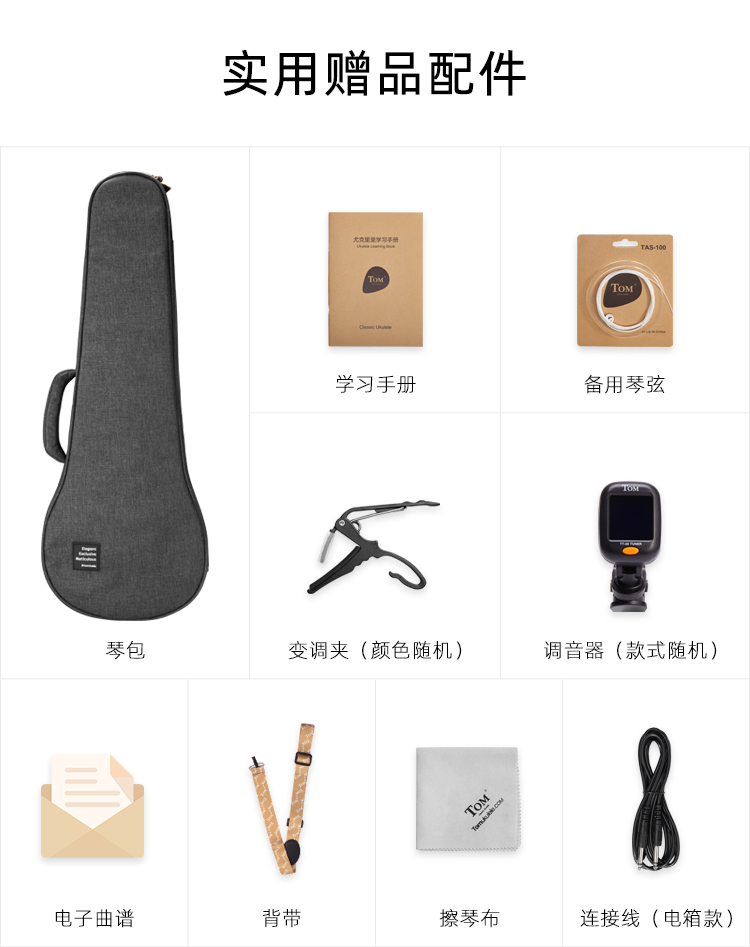 实用赠品配件
尤克里里学习手册
Ukulele Learning Book
TOM
Classic Ukulele
学习手册
TAS-100
TOM
备用琴弦
Elegant
Exclusive
Meticulous
琴包
变调夹（颜色随机）
TOM
调音器（款式随机）
电子曲谱
背带
TOM
Tomukulele.COM
擦琴布
连接线（电箱款）